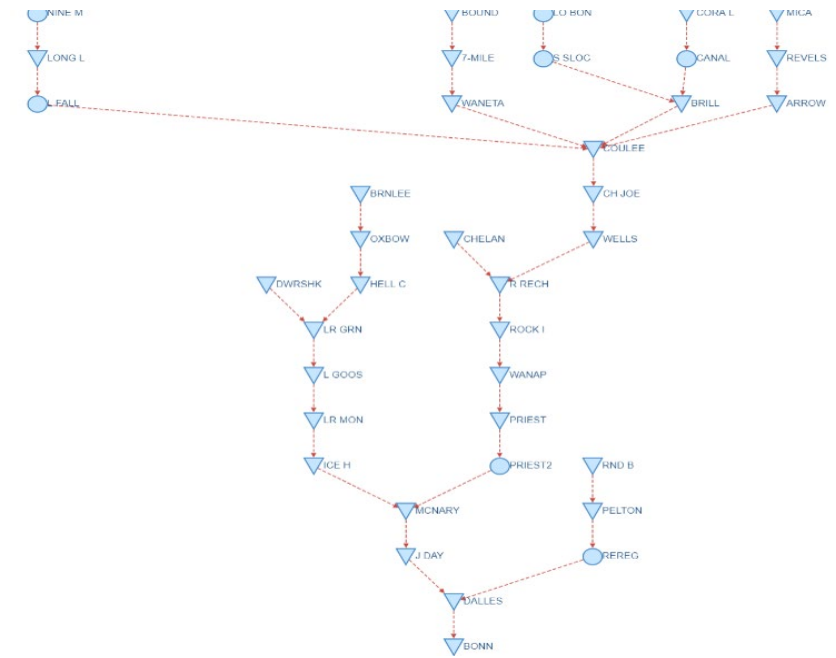 NINE M
BOUND
LO BON
CORA L
MICA
LONG L
7-MILE
S SLOC
CANAL
REVELS
L FALL
WANETA
BRILL
ARROW
COULEE
BRNLEE
CH JOE
OXBOW
CHELAN
WELLS
DWRSHK
HELL C
R RECH
LR GRN
ROCK I
L GOOS
WANAP
LR MON
PRIEST
ICE H
PRIEST2
RND B
MCNARY
PELTON
J DAY
REREG
DALLES
BONN